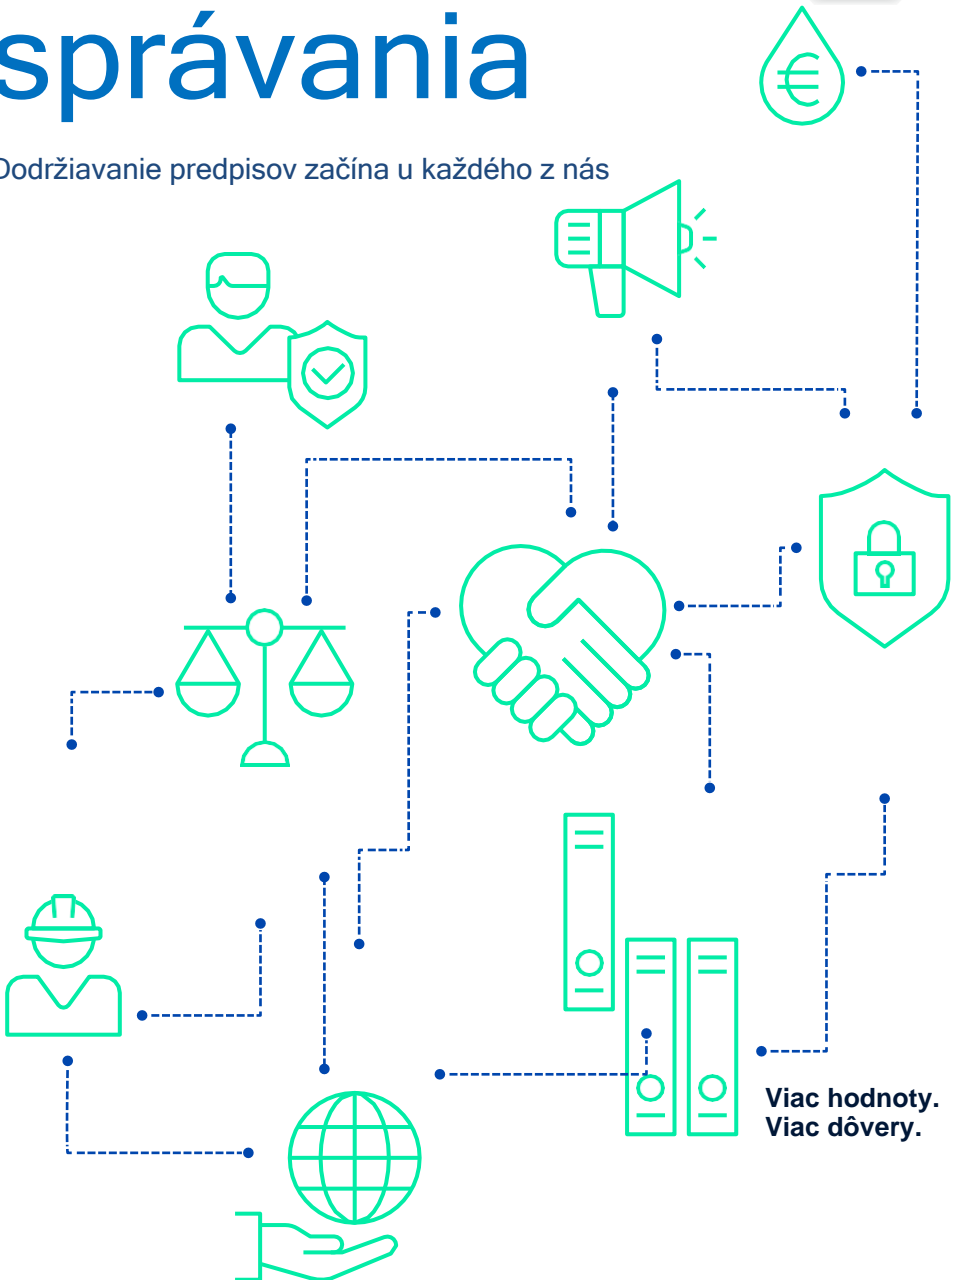 správania
Dodržiavanie predpisov začína u každého z nás
€
Viac hodnoty.
Viac dôvery.